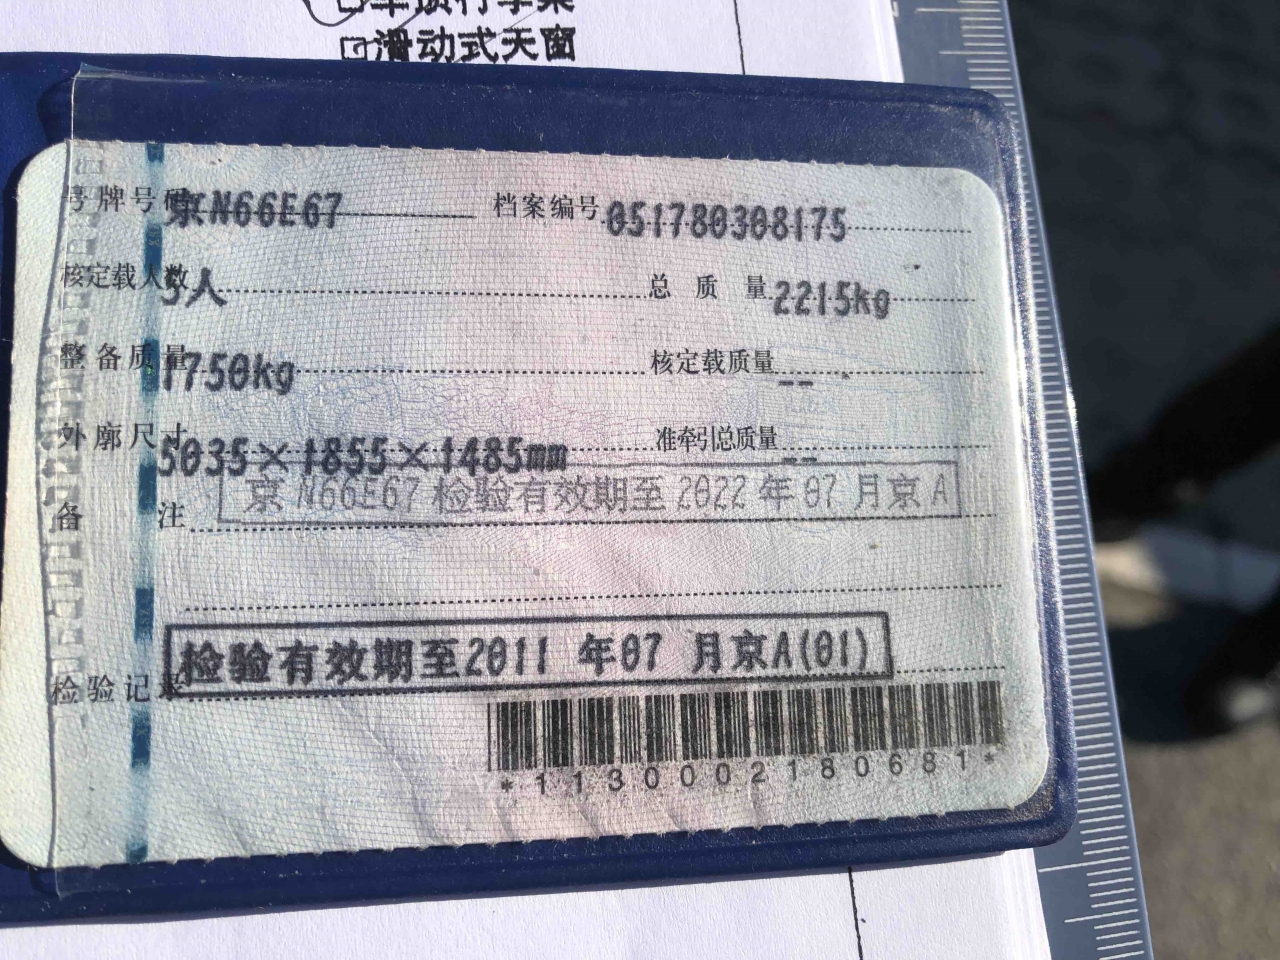 滑动式天窗
号牌号码 京N66E67 档案编号 051780308175
核定载人数 5人 总质量 2215kg
整备质量 1750kg 核定载质量 --
外廓尺寸 5035×1855×1485mm 准牵引总质量 --
京N66E67检验有效期至2022年07月京A
备注
检验有效期至2011 年07 月京A(01)
检验记录
*1130002180681*